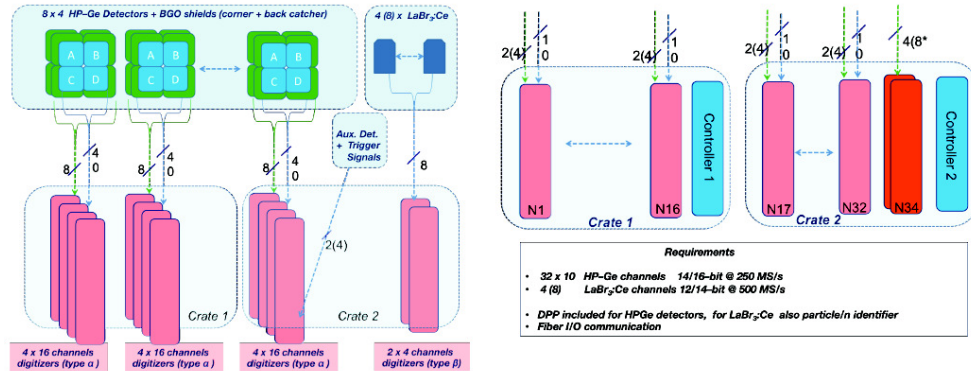 8 x 4 HP-Ge Detectors + BGO shields (corner + back catcher)
4 (8) x LaBr3:Ce
A B
C D
A B
C D
A B
C D
Aux. Det.
+ Trigger
Signals
8
4
0
8
4
0
8
4
0
8
2(4)
Crate 1
Crate 2
4 x 16 channels
digitizers (type α )
4 x 16 channels
digitizers (type α )
4 x 16 channels
digitizers (type α )
2 x 4 channels
digitizers (type β)
2(4)
1
0
2(4)
1
0
2(4)
1
0
2(4)
1
0
4(8*
N1
N16
Controller 1
Crate 1
N17
N32
N34
Controller 2
Crate 2
Requirements
• 32 x 10 HP-Ge channels 14/16-bit @ 250 MS/s
• 4 (8) LaBr3:Ce channels 12/14-bit @ 500 MS/s
• DPP included for HPGe detectors, for LaBr3:Ce also particle/n identifier
• Fiber I/O communication